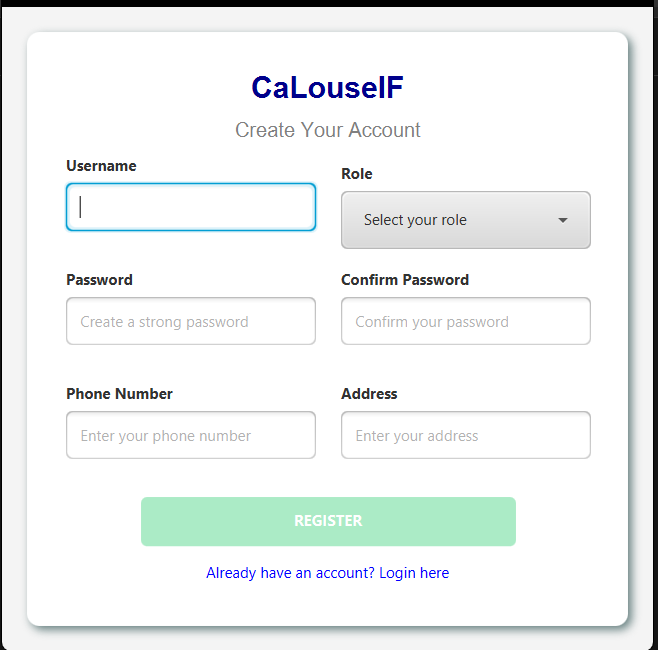 CaLouseIF
Create Your Account
Username
Role
Select your role
Password
Confirm Password
Create a strong password
Confirm your password
Phone Number
Address
Enter your phone number
Enter your address
REGISTER
Already have an account? Login here